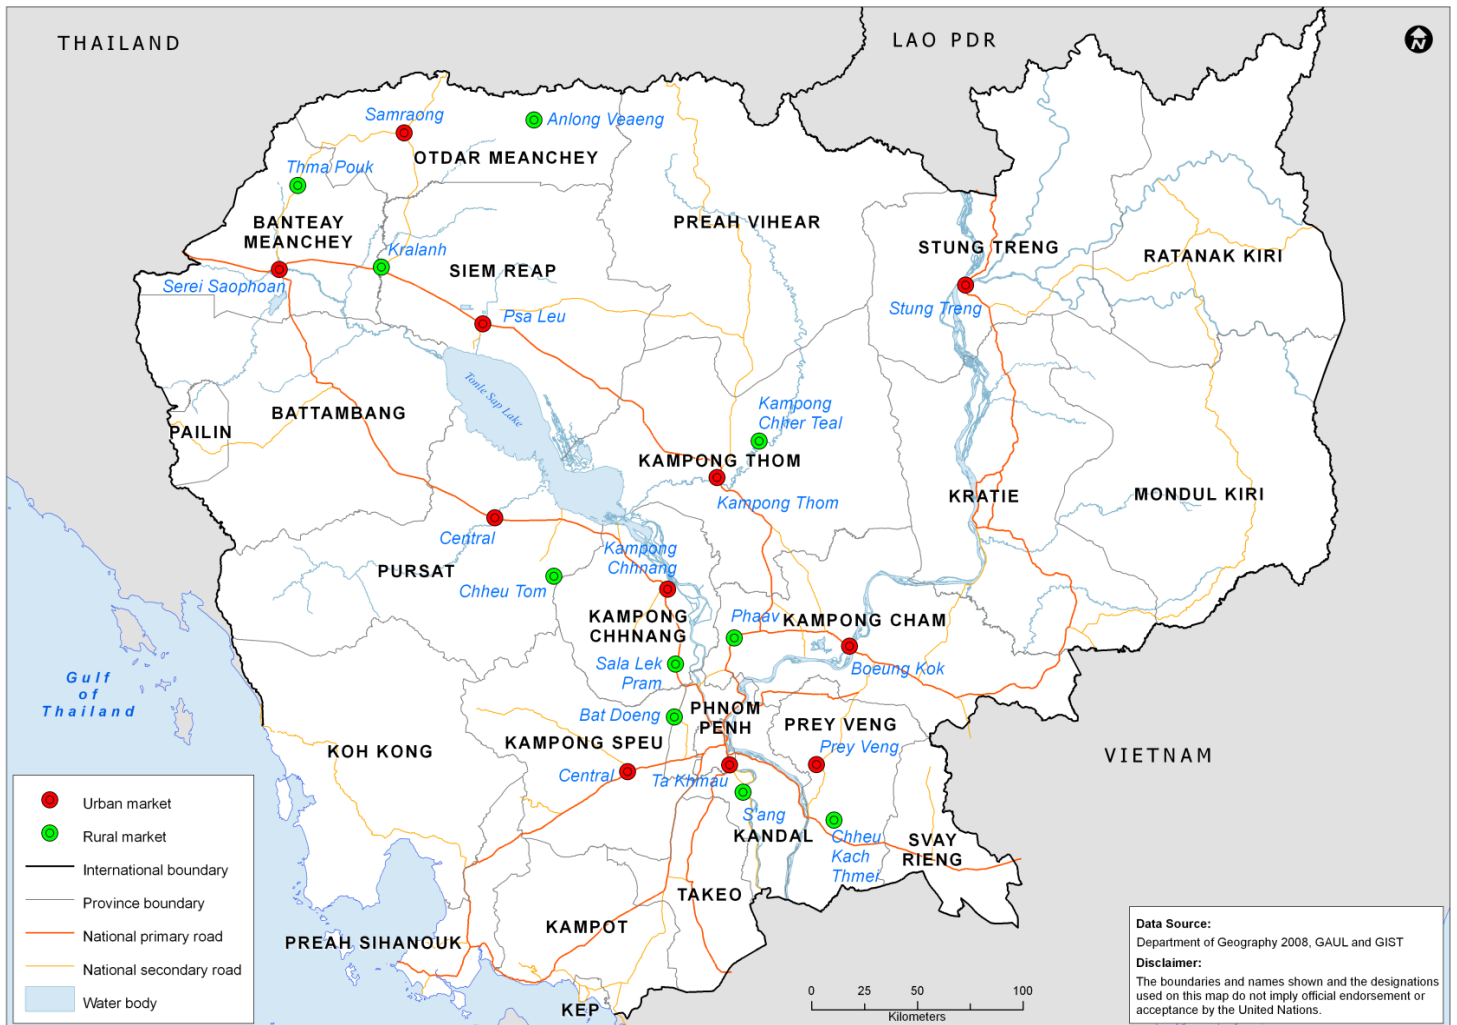 THAILAND
LAO PDR
N
Samraong
Anlong Veaeng
OTDAR MEANCHEY
Thma Pouk
BANTEAY
MEANCHEY
PREAH VIHEAR
Kralanh
SIEM REAP
STUNG TRENG
RATANAK KIRI
Serei Saophoan
Psa Leu
Stung Treng
Tonle Sap Lake
BATTAMBANG
PAILIN
Kampong
Chher Teal
KAMPONG THOM
Kampong Thom
KRATIE
MONDUL KIRI
Central
Kampong
Chhnang
PURSAT
Chheu Tom
KAMPONG
CHHNANG
Phaav
KAMPONG CHAM
Sala Lek
Pram
Boeung Kok
Gulf
of
Thailand
Bat Doeng
PHNOM
PENH
PREY VENG
KOH KONG
KAMPONG SPEU
Prey Veng
VIETNAM
Central
Ta Khmau
S'ang
KANDAL
Chheu
Kach
Thmei
SVAY
RIENG
TAKEO
KAMPOT
PREAH SIHANOUK
KEP
Urban market
Rural market
International boundary
Province boundary
National primary road
National secondary road
Water body
0 25 50 100
Kilometers
Data Source:
Department of Geography 2008, GAUL and GIST
Disclaimer:
The boundaries and names shown and the designations
used on this map do not imply official endorsement or
acceptance by the United Nations.